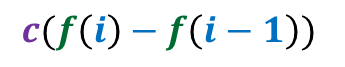 c(f(i) − f(i − 1))